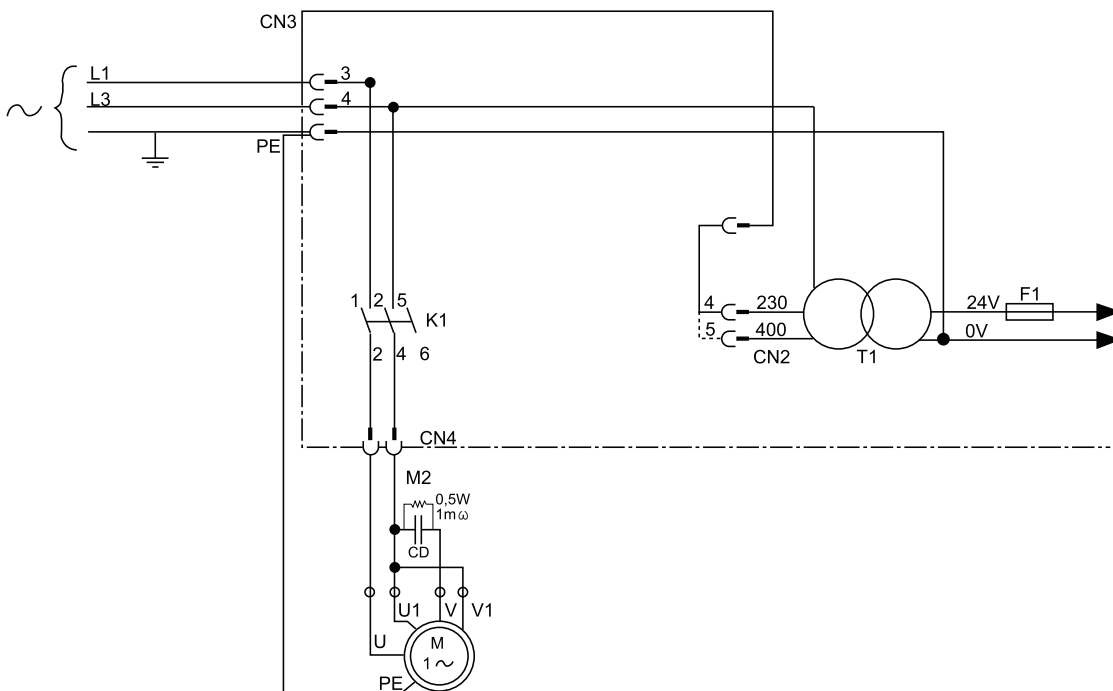 CN3
L1
3
L3
4
PE
1 2 5
K1
2 4 6
4 230
5 400
CN2
T1
24V
F1
0V
CN4
M2
0,5W
1mω
CD
U1 V V1
U
M
1
PE